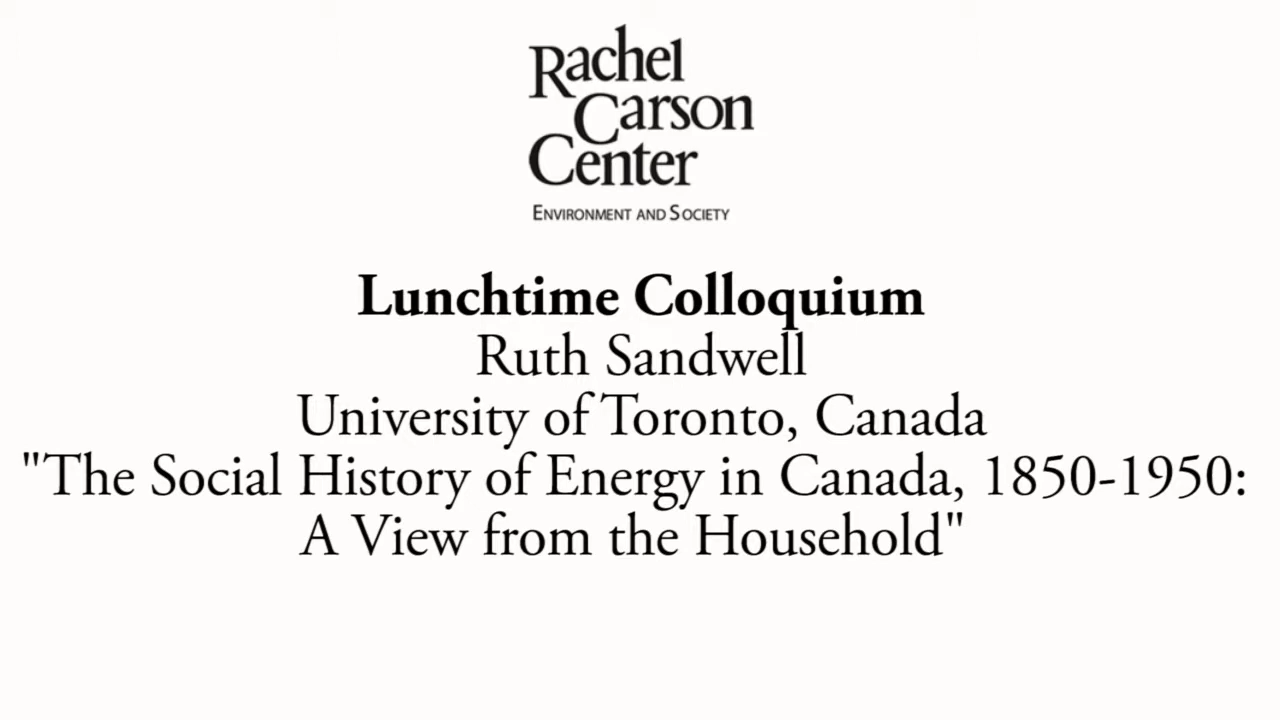 Rachel
Carson
Center
ENVIRONMENT AND SOCIETY
Lunchtime Colloquium
Ruth Sandwell
University of Toronto, Canada
"The Social History of Energy in Canada, 1850-1950:
A View from the Household"